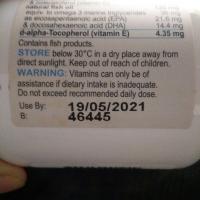 natural fish oil
equiv. to omega 3 marine triglycerides
as eicosapentaenoic acid (EPA) 21.6 mg
& docosahexaenoic acid (DHA) 14.4 mg
d-alpha-Tocopherol (vitamin E) 4.35 mg
Contains fish products.
STORE below 30°C in a dry place away from
direct sunlight. Keep out of reach of children.
WARNING: Vitamins can only be of
assistance if dietary intake is inadequate.
Do not exceed recommended daily dose.
Use By: 19/05/2021
B: 46445